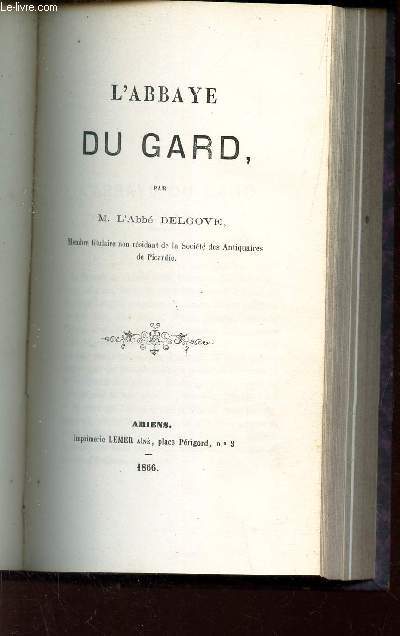 Le-livre.com
L'ABBAYE
DU GARD,
PAR
M. L'Abbé DELGOVE,
Membre titulaire non résidant de la Société des Antiquaires
de Picardie.
AMIENS.
Imprimerie LEMER aîné, place Périgord, n.º 3
1866.